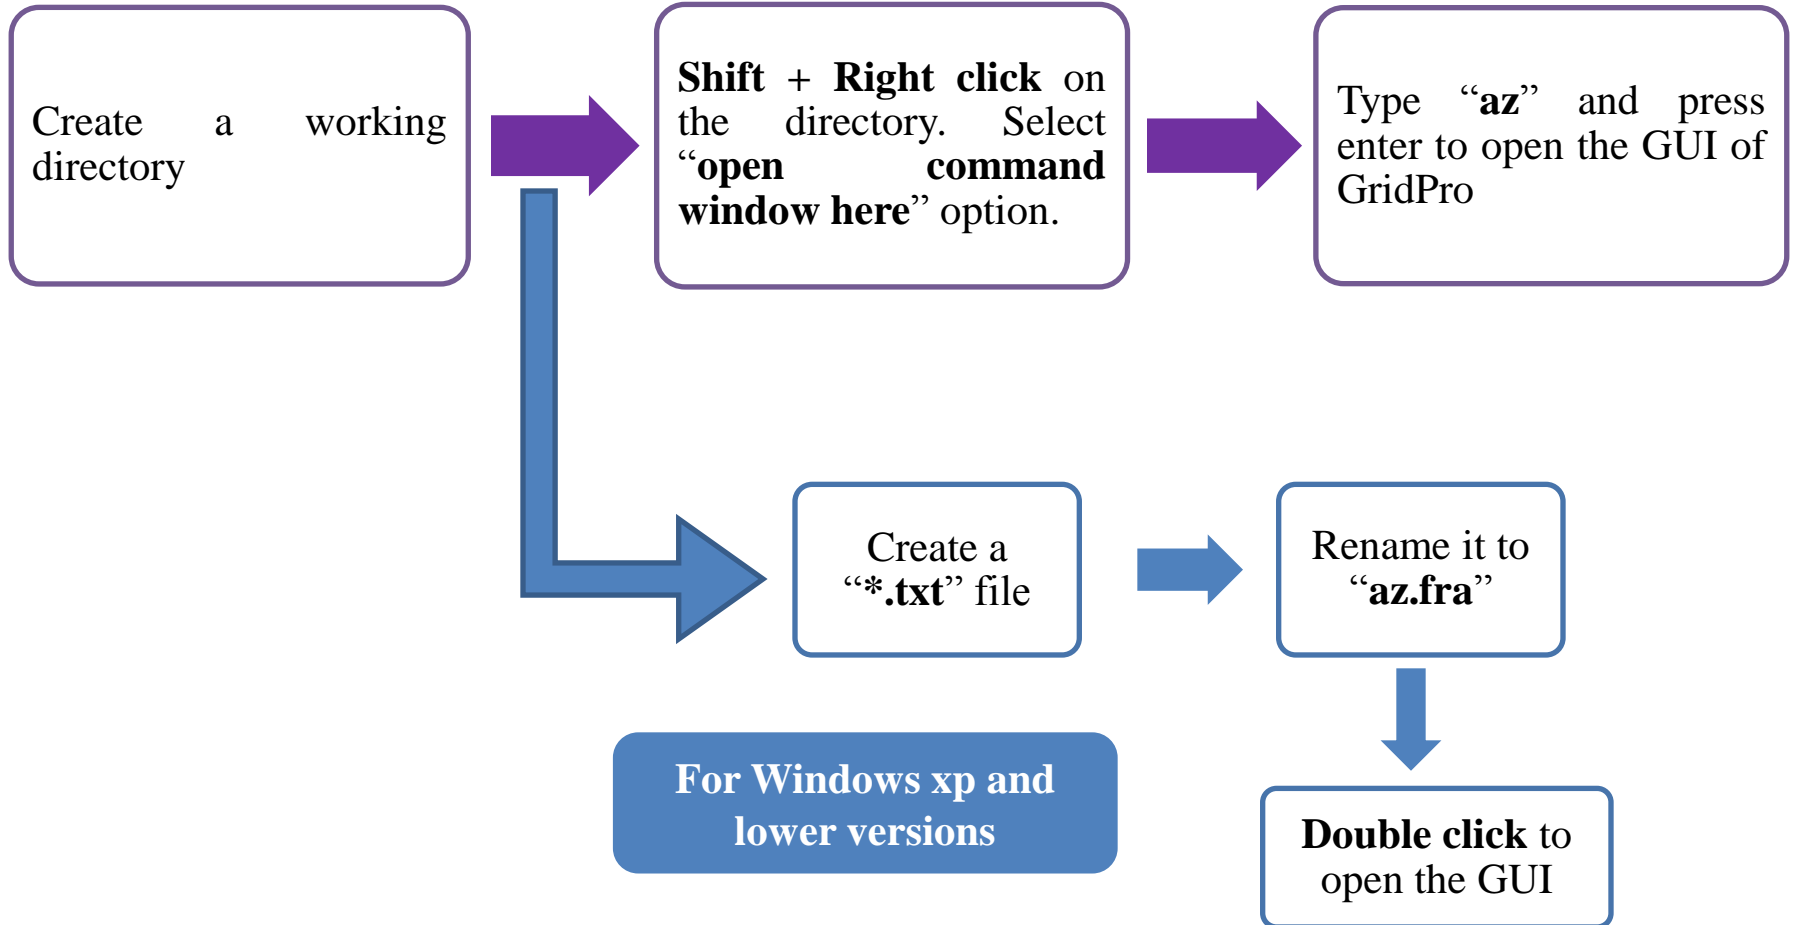 Create a working
directory
Shift + Right click on
the directory. Select
“open command
window here” option.
Type “az” and press
enter to open the GUI of
GridPro
Create a
“*.txt” file
Rename it to
“az.fra”
For Windows xp and
lower versions
Double click to
open the GUI